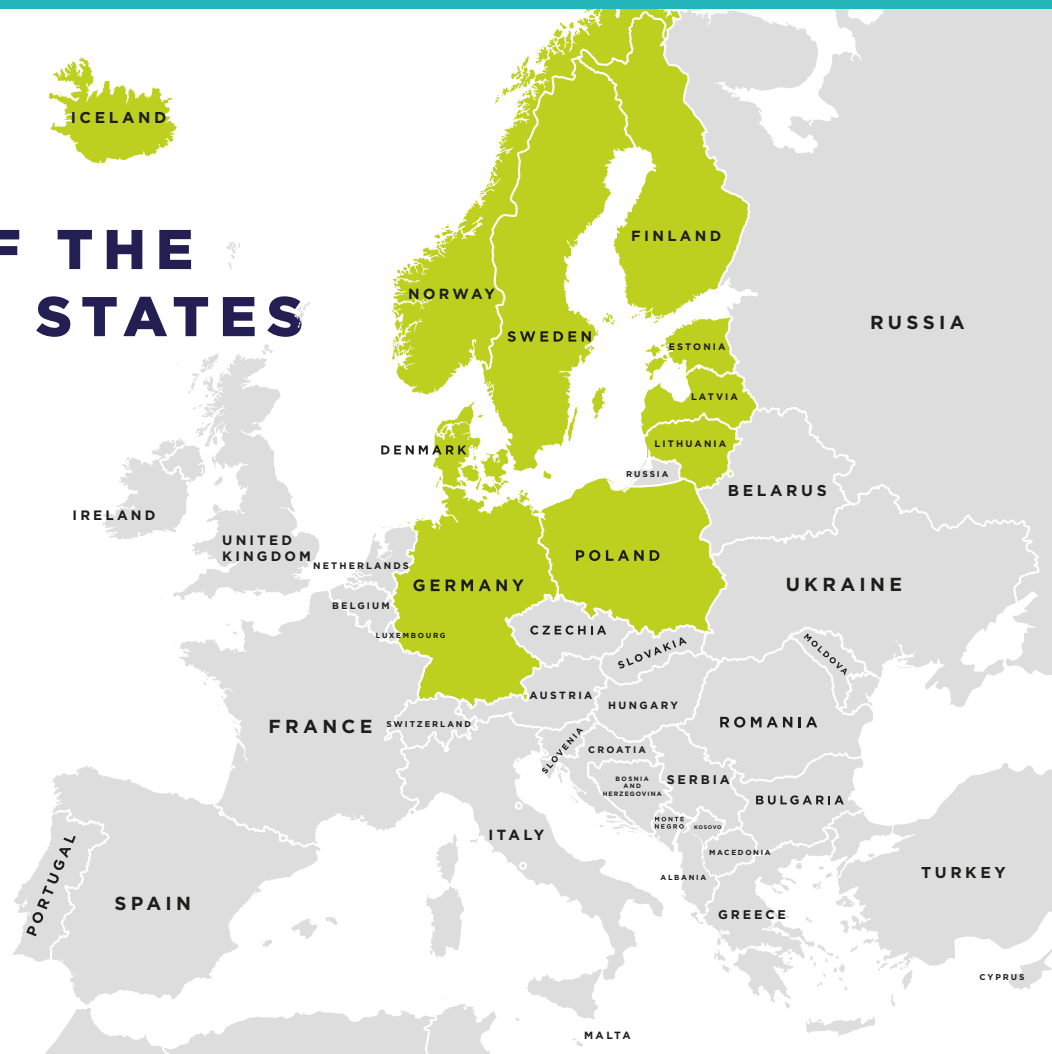 ICELAND
F THE
STATES
FINLAND
NORWAY
SWEDEN
RUSSIA
ESTONIA
LATVIA
LITHUANIA
DENMARK
RUSSIA
BELARUS
IRELAND
UNITED
KINGDOM
NETHERLANDS
POLAND
GERMANY
UKRAINE
BELGIUM
LUXEMBOURG
CZECHIA
SLOVAKIA
MOLDOVA
AUSTRIA
HUNGARY
FRANCE
SWITZERLAND
ROMANIA
SLOVENIA
CROATIA
BOSNIA
AND
HERZEGOVINA
SERBIA
BULGARIA
MONTE
NEGRO
KOSOVO
ITALY
MACEDONIA
ALBANIA
TURKEY
PORTUGAL
SPAIN
GREECE
CYPRUS
MALTA